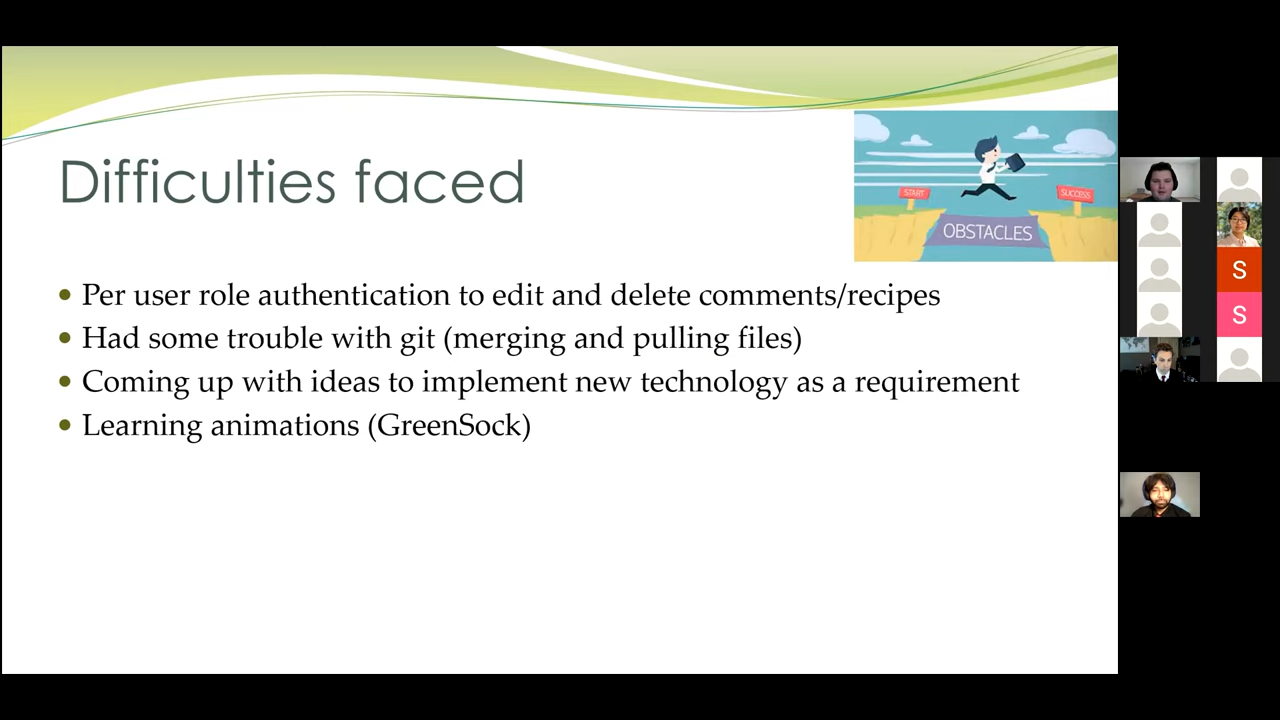 Difficulties faced
START
SUCCESS
OBSTACLES
• Per user role authentication to edit and delete comments/recipes
• Had some trouble with git (merging and pulling files)
• Coming up with ideas to implement new technology as a requirement
• Learning animations (GreenSock)
S
S